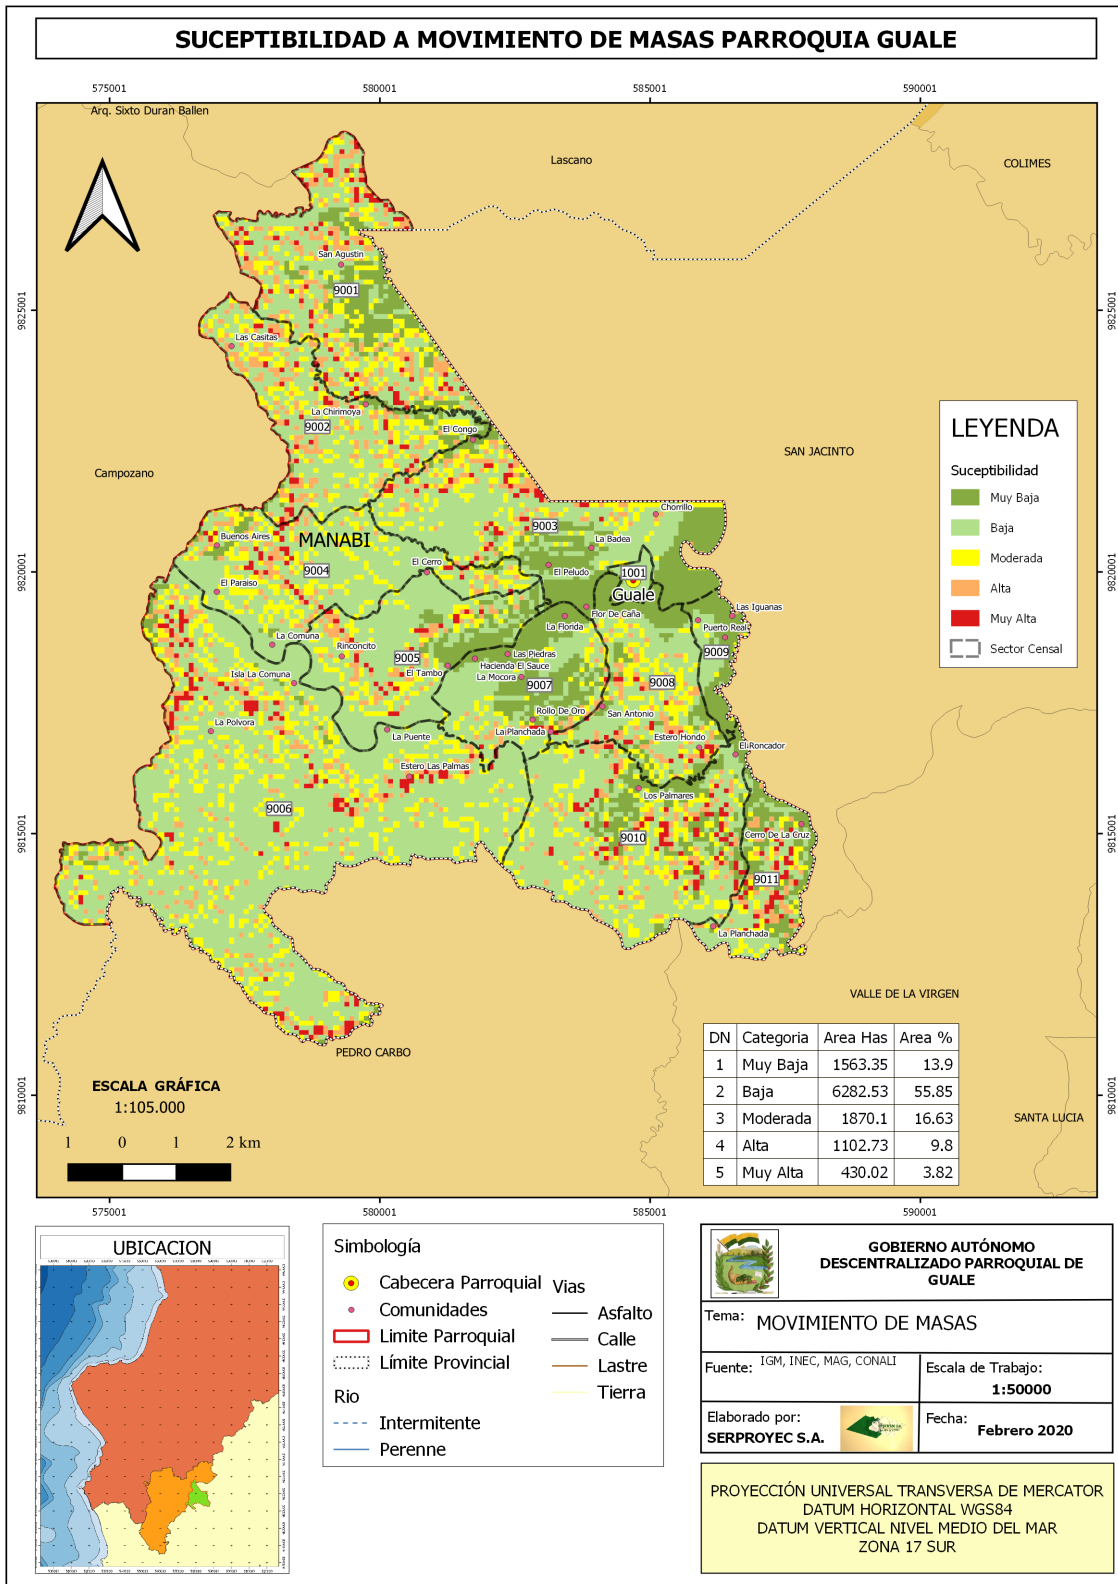 SUCEPTIBILIDAD A MOVIMIENTO DE MASAS PARROQUIA GUALE
575001
580001
585001
590001
Arq. Sixto Duran Ballen
Lascano
COLIMES
San Agustin
9001
9825001
9825001
Las Casitas
La Chirimoya
9002
El Congo
SAN JACINTO
Campozano
LEYENDA
Suceptibilidad
Muy Baja
Baja
Moderada
Alta
Muy Alta
Sector Censal
Chorrillo
9003
Buenos Aires
MANABI
La Badea
El Cerro
9004
El Peludo
1001
9820001
9820001
El Paraiso
Guale
Las Iguanas
Flor De Caña
La Florida
Puerto Real
La Comuna
Rinconcito
9005
Las Piedras
9009
Hacienda El Sauce
El Tambo
Isla La Comuna
La Mocora
9007
9008
Rollo De Oro
San Antonio
La Polvora
La Puente
La Planchada
Estero Hondo
El Roncador
Estero Las Palmas
Los Palmares
9006
9815001
9815001
9010
Cerro De La Cruz
9011
La Planchada
VALLE DE LA VIRGEN
PEDRO CARBO
SANTA LUCIA
9810001
9810001
ESCALA GRÁFICA
1:105.000
1 0 1 2 km
DN Categoria Area Has Area %
1 Muy Baja 1563.35 13.9
2 Baja 6282.53 55.85
3 Moderada 1870.1 16.63
4 Alta 1102.73 9.8
5 Muy Alta 430.02 3.82
575001
580001
585001
590001
UBICACION
Simbología
Cabecera Parroquial
Comunidades
Limite Parroquial
Límite Provincial
Rio
Intermitente
Perenne
Vias
Asfalto
Calle
Lastre
Tierra
GOBIERNO AUTÓNOMO
DESCENTRALIZADO PARROQUIAL DE
GUALE
Tema: MOVIMIENTO DE MASAS
Fuente: IGM, INEC, MAG, CONALI
Escala de Trabajo:
1:50000
Elaborado por:
SERPROYEC S.A.
Fecha:
Febrero 2020
PROYECCIÓN UNIVERSAL TRANSVERSA DE MERCATOR
DATUM HORIZONTAL WGS84
DATUM VERTICAL NIVEL MEDIO DEL MAR
ZONA 17 SUR